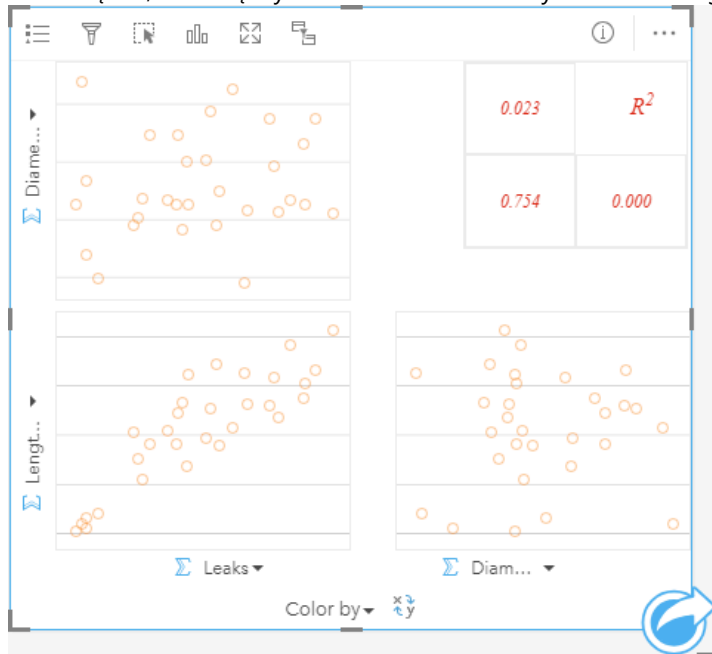 0.023 R²
0.754 0.000
Diame...
Lengt...
Σ Leaks
Σ Diam...
Color by
x y